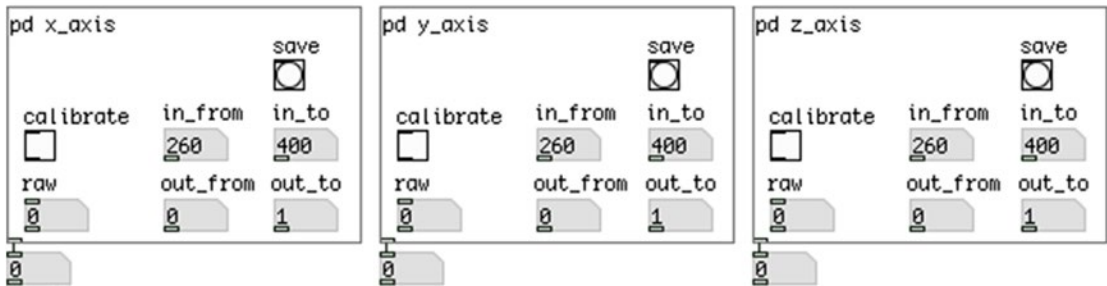 pd x_axis
save
calibrate in_from in_to
260 400
raw out_from out_to
0 0 1
0
pd y_axis
save
calibrate in_from in_to
260 400
raw out_from out_to
0 0 1
0
pd z_axis
save
calibrate in_from in_to
260 400
raw out_from out_to
0 0 1
0